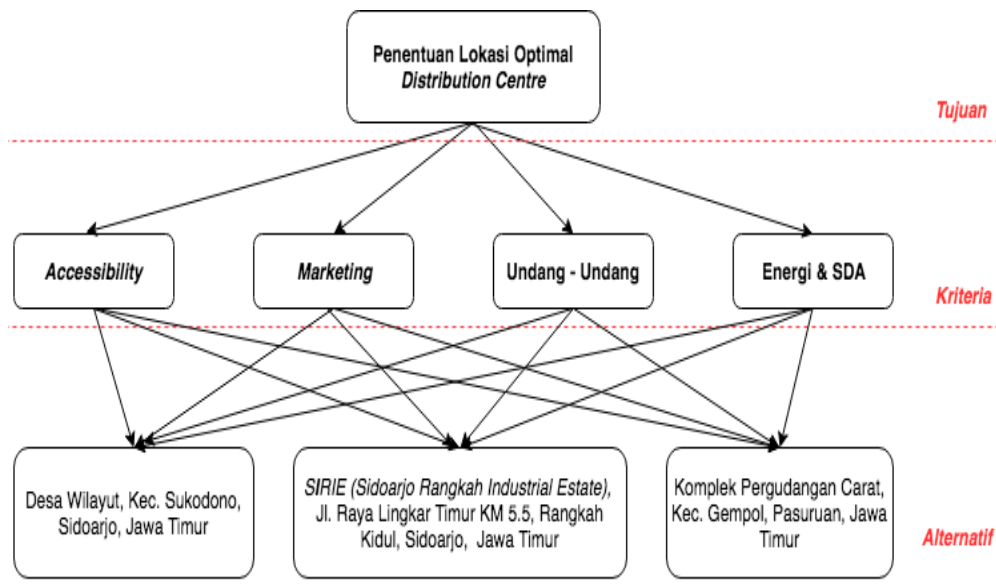 Penentuan Lokasi Optimal
Distribution Centre
Tujuan
Accessibility
Marketing
Undang - Undang
Energi & SDA
Kriteria
Desa Wilayut, Kec. Sukodono,
Sidoarjo, Jawa Timur
SIRIE (Sidoarjo Rangkah Industrial Estate),
Jl. Raya Lingkar Timur KM 5.5, Rangkah
Kidul, Sidoarjo, Jawa Timur
Komplek Pergudangan Carat,
Kec. Gempol, Pasuruan, Jawa
Timur
Alternatif